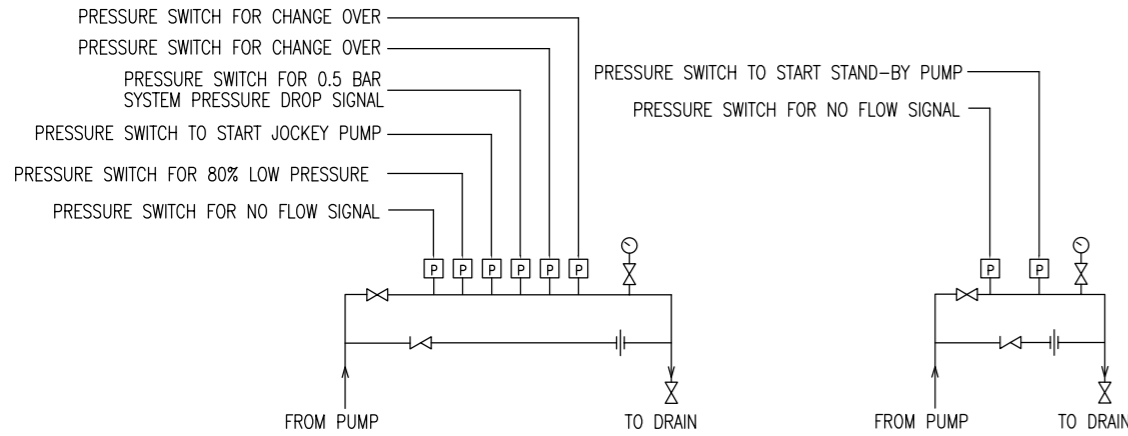 PRESSURE SWITCH FOR CHANGE OVER
PRESSURE SWITCH FOR CHANGE OVER
PRESSURE SWITCH FOR 0.5 BAR
SYSTEM PRESSURE DROP SIGNAL
PRESSURE SWITCH TO START JOCKEY PUMP
PRESSURE SWITCH FOR 80% LOW PRESSURE
PRESSURE SWITCH FOR NO FLOW SIGNAL
P P P P P P
FROM PUMP
TO DRAIN
PRESSURE SWITCH TO START STAND-BY PUMP
PRESSURE SWITCH FOR NO FLOW SIGNAL
P P
FROM PUMP
TO DRAIN